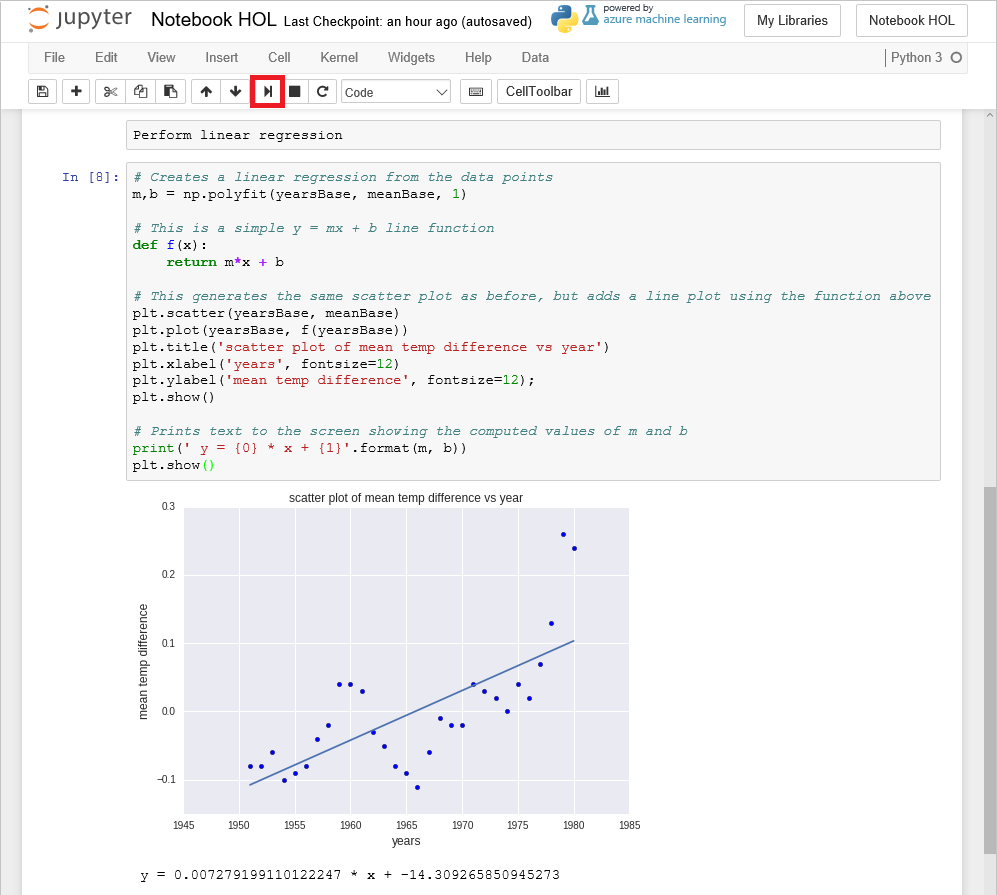 jupyter Notebook HOL Last Checkpoint: an hour ago (autosaved) powered by azure machine learning My Libraries Notebook HOL
File Edit View Insert Cell Kernel Widgets Help Data Python 3
Code CellToolbar
Perform linear regression
In [8]:
# Creates a linear regression from the data points
m,b = np.polyfit(yearsBase, meanBase, 1)
# This is a simple y = mx + b line function
def f(x):
    return m*x + b
# This generates the same scatter plot as before, but adds a line plot using the function above
plt.scatter(yearsBase, meanBase)
plt.plot(yearsBase, f(yearsBase))
plt.title('scatter plot of mean temp difference vs year')
plt.xlabel('years', fontsize=12)
plt.ylabel('mean temp difference', fontsize=12);
plt.show()
# Prints text to the screen showing the computed values of m and b
print(' y = {0} * x + {1}'.format(m, b))
plt.show()
scatter plot of mean temp difference vs year
0.3
0.2
0.1
0.0
−0.1
mean temp difference
1945 1950 1955 1960 1965 1970 1975 1980 1985
years
y = 0.007279199110122247 * x + -14.309265850945273